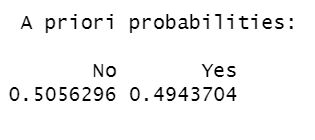 A priori probabilities:
No Yes
0.5056296 0.4943704